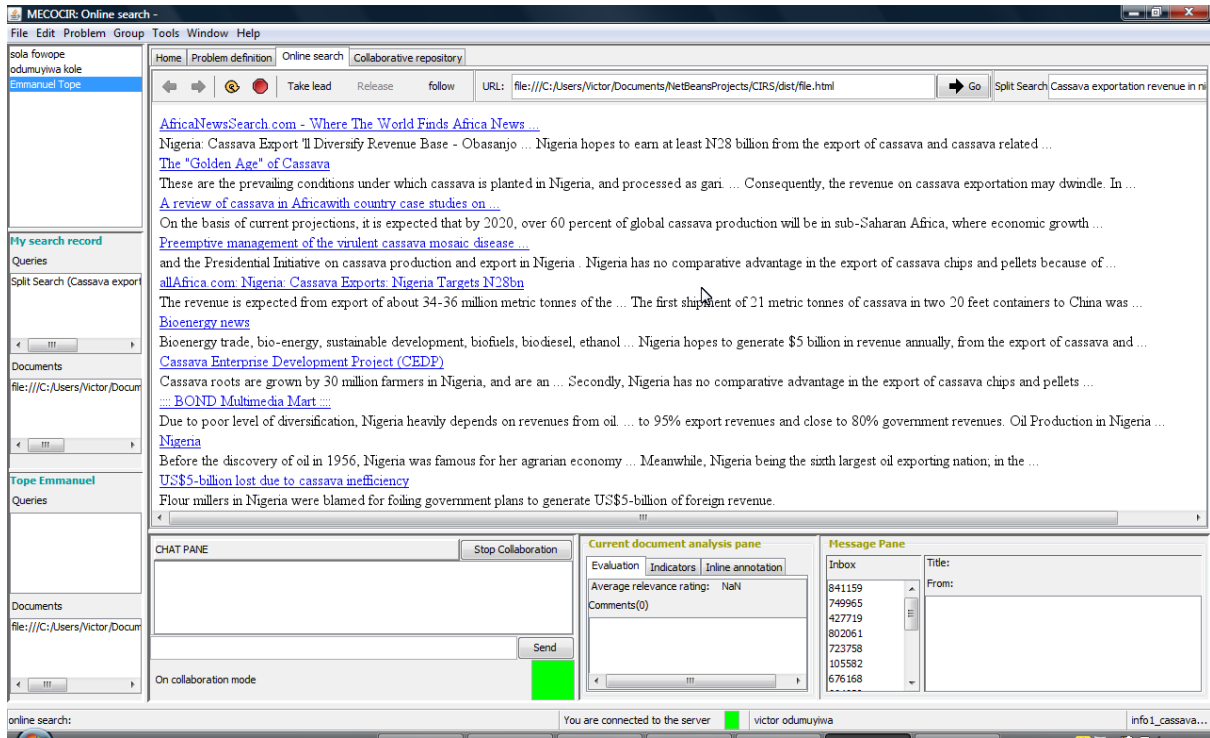 MECOCIR: Online search -
File Edit Problem Group Tools Window Help
sola fowope
odumuyiwa kole
Emmanuel Tope
Home Problem definition Online search Collaborative repository
Take lead Release follow URL: file:///C:/Users/Victor/Documents/NetBeansProjects/CIRS/dist/file.html Go Split Search Cassava exportation revenue in ni
AfricaNewsSearch.com - Where The World Finds Africa News ...
Nigeria: Cassava Export 'll Diversify Revenue Base - Obasanjo ... Nigeria hopes to earn at least N28 billion from the export of cassava and cassava related ...
The "Golden Age" of Cassava
These are the prevailing conditions under which cassava is planted in Nigeria, and processed as gari. ... Consequently, the revenue on cassava exportation may dwindle. In ...
A review of cassava in Africawith country case studies on ...
On the basis of current projections, it is expected that by 2020, over 60 percent of global cassava production will be in sub-Saharan Africa, where economic growth ...
Preemptive management of the virulent cassava mosaic disease ...
and the Presidential Initiative on cassava production and export in Nigeria . Nigeria has no comparative advantage in the export of cassava chips and pellets because of ...
allAfrica.com: Nigeria: Cassava Exports: Nigeria Targets N28bn
The revenue is expected from export of about 34-36 million metric tonnes of the ... The first shipment of 21 metric tonnes of cassava in two 20 feet containers to China was ...
Bioenergy news
Bioenergy trade, bio-energy, sustainable development, biofuels, biodiesel, ethanol ... Nigeria hopes to generate $5 billion in revenue annually, from the export of cassava and ...
Cassava Enterprise Development Project (CEDP)
Cassava roots are grown by 30 million farmers in Nigeria, and are an ... Secondly, Nigeria has no comparative advantage in the export of cassava chips and pellets ...
:::: BOND Multimedia Mart ::::
Due to poor level of diversification, Nigeria heavily depends on revenues from oil. ... to 95% export revenues and close to 80% government revenues. Oil Production in Nigeria ...
Nigeria
Before the discovery of oil in 1956, Nigeria was famous for her agrarian economy ... Meanwhile, Nigeria being the sixth largest oil exporting nation; in the ...
US$5-billion lost due to cassava inefficiency
Flour millers in Nigeria were blamed for foiling government plans to generate US$5-billion of foreign revenue.
My search record
Queries
Split Search (Cassava export
Documents
file:///C:/Users/Victor/Docum
Tope Emmanuel
Queries
Documents
file:///C:/Users/Victor/Docum
CHAT PANE Stop Collaboration
Send
On collaboration mode
Current document analysis pane
Evaluation Indicators Inline annotation
Average relevance rating: NaN
Comments(0)
Message Pane
Inbox
841159
749965
427719
802061
723758
105582
676168
Title:
From:
online search: You are connected to the server victor odumuyiwa info1_cassava...